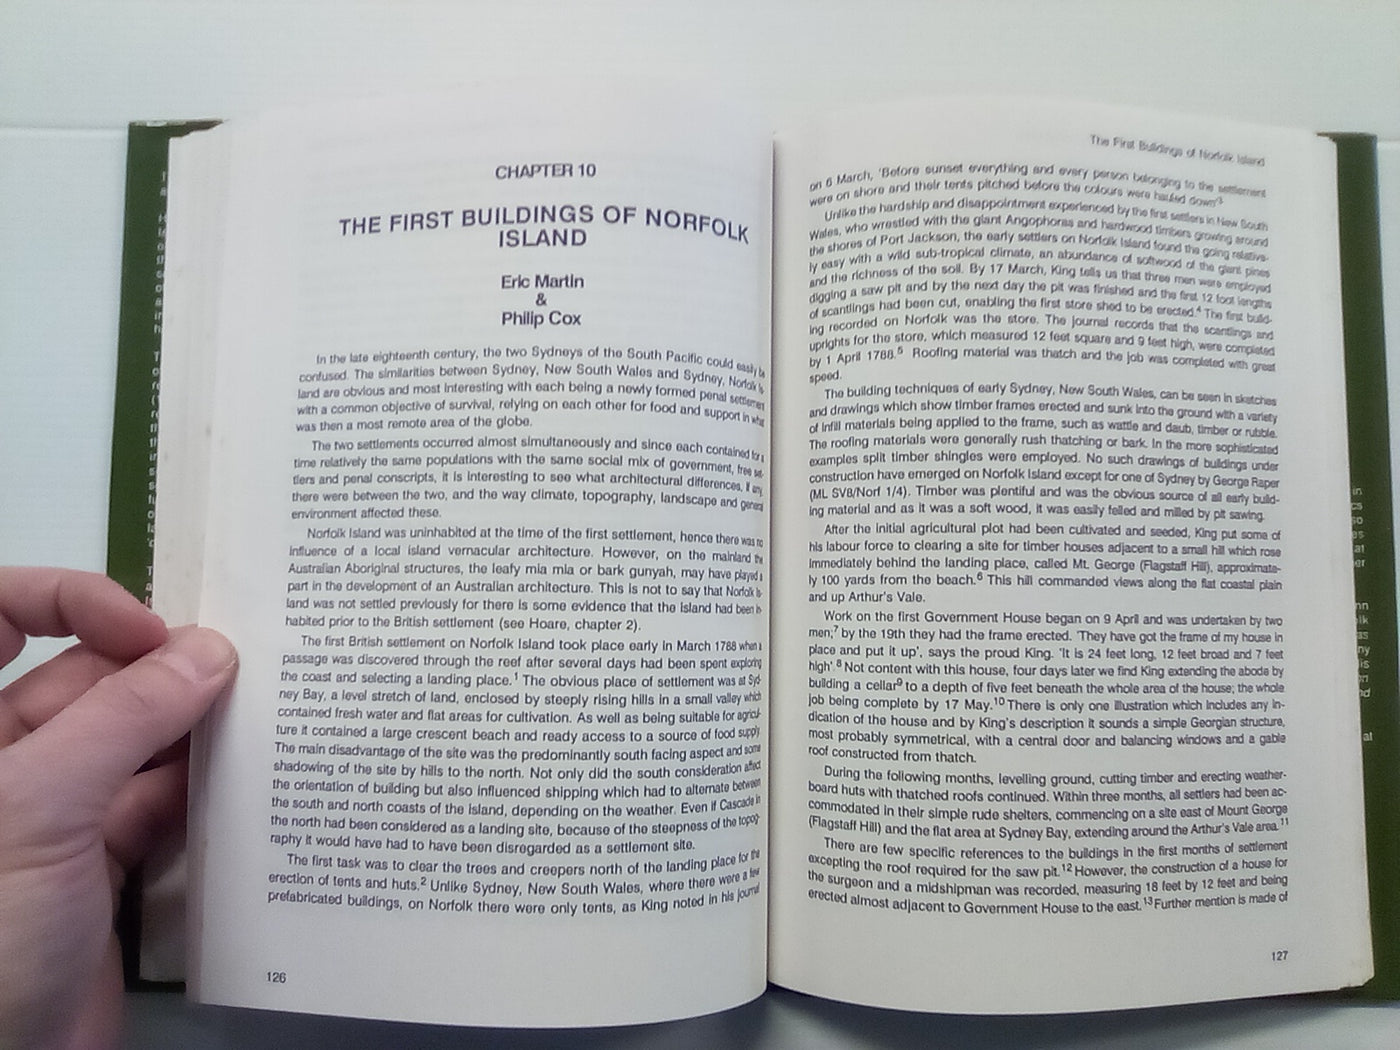 CHAPTER 10
THE FIRST BUILDINGS OF NORFOLK
ISLAND
Eric Martin
&
Philip Cox
In the late eighteenth century, the two Sydneys of the South Pacific could easily be
confused. The similarities between Sydney, New South Wales and Sydney, Norfolk Is-
land are obvious and most interesting with each being a newly formed penal settlement
with a common objective of survival, relying on each other for food and support in what
was then a most remote area of the globe.
The two settlements occurred almost simultaneously and since each contained for a
time relatively the same populations with the same social mix of government, free set-
tlers and penal conscripts, it is interesting to see what architectural differences, if any,
there were between the two, and the way climate, topography, landscape and general
environment affected these.
Norfolk Island was uninhabited at the time of the first settlement, hence there was no
influence of a local island vernacular architecture. However, on the mainland the
Australian Aboriginal structures, the leafy mia mia or bark gunyah, may have played a
part in the development of an Australian architecture. This is not to say that Norfolk Is-
land was not settled previously for there is some evidence that the island had been in-
habited prior to the British settlement (see Hoare, chapter 2).
The first British settlement on Norfolk Island took place early in March 1788 when a
passage was discovered through the reef after several days had been spent exploring
the coast and selecting a landing place.1 The obvious place of settlement was at Syd-
ney Bay, a level stretch of land, enclosed by steeply rising hills in a small valley which
contained fresh water and flat areas for cultivation. As well as being suitable for agricul-
ture it contained a large crescent beach and ready access to a source of food supply.
The main disadvantage of the site was the predominantly south facing aspect and some
shadowing of the site by hills to the north. Not only did the south consideration affect
the orientation of building but also influenced shipping which had to alternate between
the south and north coasts of the island, depending on the weather. Even if Cascade in
the north had been considered as a landing site, because of the steepness of the topog-
raphy it would have had to have been disregarded as a settlement site.
The first task was to clear the trees and creepers north of the landing place for the
erection of tents and huts.2 Unlike Sydney, New South Wales, where there were a few
prefabricated buildings, on Norfolk there were only tents, as King noted in his journal
126
The First Buildings of Norfolk Island
on 6 March, 'Before sunset everything and every person belonging to the settlement
were on shore and their tents pitched before the colours were hauled down'3
Unlike the hardship and disappointment experienced by the first settlers in New South
Wales, who wrestled with the giant Angophoras and hardwood timbers growing around
the shores of Port Jackson, the early settlers on Norfolk Island found the going relative-
ly easy with a wild sub-tropical climate, an abundance of softwood of the giant pines
and the richness of the soil. By 17 March, King tells us that three men were employed
digging a saw pit and by the next day the pit was finished and the first 12 foot lengths
of scantlings had been cut, enabling the first store shed to be erected.4 The first build-
ing recorded on Norfolk was the store. The journal records that the scantlings and
uprights for the store, which measured 12 feet square and 9 feet high, were completed
by 1 April 1788.5 Roofing material was thatch and the job was completed with great
speed.
The building techniques of early Sydney, New South Wales, can be seen in sketches
and drawings which show timber frames erected and sunk into the ground with a variety
of infill materials being applied to the frame, such as wattle and daub, timber or rubble.
The roofing materials were generally rush thatching or bark. In the more sophisticated
examples split timber shingles were employed. No such drawings of buildings under
construction have emerged on Norfolk Island except for one of Sydney by George Raper
(ML SV8/Norf 1/4). Timber was plentiful and was the obvious source of all early build-
ing material and as it was a soft wood, it was easily felled and milled by pit sawing.
After the initial agricultural plot had been cultivated and seeded, King put some of
his labour force to clearing a site for timber houses adjacent to a small hill which rose
immediately behind the landing place, called Mt. George (Flagstaff Hill), approximate-
ly 100 yards from the beach.6 This hill commanded views along the flat coastal plain
and up Arthur's Vale.
Work on the first Government House began on 9 April and was undertaken by two
men;7 by the 19th they had the frame erected. 'They have got the frame of my house in
place and put it up', says the proud King. 'It is 24 feet long, 12 feet broad and 7 feet
high'.8 Not content with this house, four days later we find King extending the abode by
building a cellar9 to a depth of five feet beneath the whole area of the house; the whole
job being complete by 17 May.10 There is only one illustration which includes any in-
dication of the house and by King's description it sounds a simple Georgian structure,
most probably symmetrical, with a central door and balancing windows and a gable
roof constructed from thatch.
During the following months, levelling ground, cutting timber and erecting weather-
board huts with thatched roofs continued. Within three months, all settlers had been ac-
commodated in their simple rude shelters, commencing on a site east of Mount George
(Flagstaff Hill) and the flat area at Sydney Bay, extending around the Arthur's Vale area.11
There are few specific references to the buildings in the first months of settlement
excepting the roof required for the saw pit.12 However, the construction of a house for
the surgeon and a midshipman was recorded, measuring 18 feet by 12 feet and being
erected almost adjacent to Government House to the east.13 Further mention is made of
127